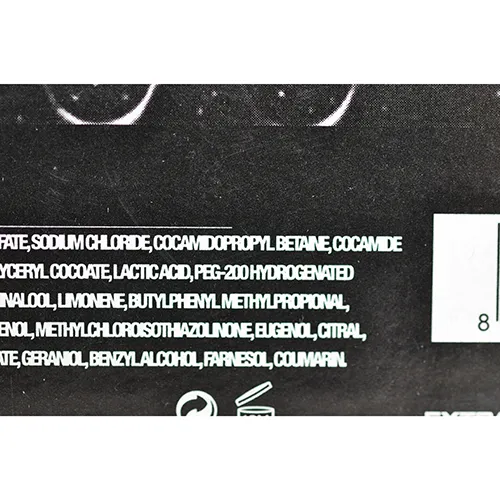 FATE, SODIUM CHLORIDE, COCAMIDOPROPYL BETAINE, COCAMIDE
LYCERYL COCOATE, LACTIC ACID, PEG-200 HYDROGENATED
INALOOL, LIMONENE, BUTYLPHENYL METHYLPROPIONAL,
ENOL, METHYLCHLOROISOTHIAZOLINONE, EUGENOL, CITRAL,
ATE, GERANIOL, BENZYL ALCOHOL, FARNESOL, COUMARIN.
8